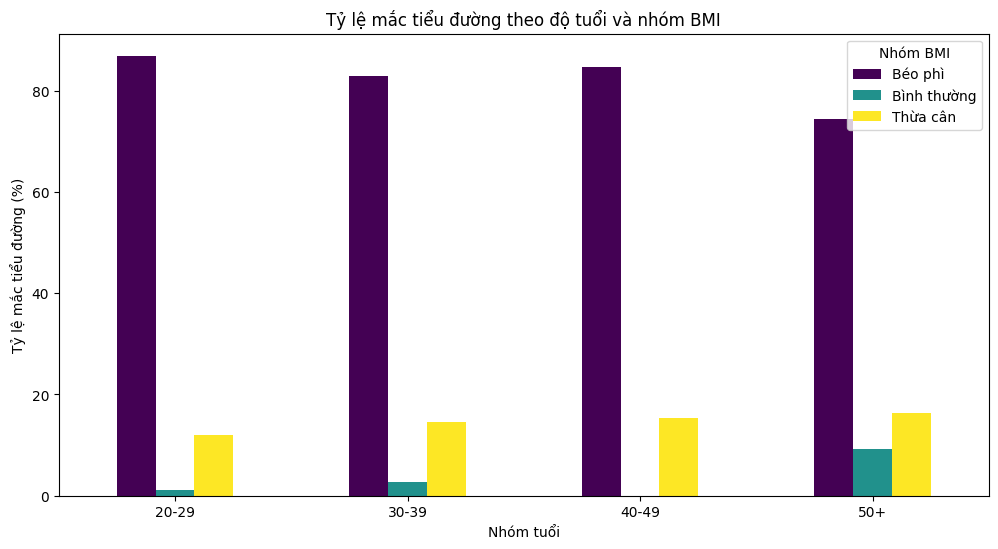 Tỷ lệ mắc tiểu đường theo độ tuổi và nhóm BMI
Tỷ lệ mắc tiểu đường (%)
80
60
40
20
0
Nhóm BMI
Béo phì
Bình thường
Thừa cân
20-29
30-39
40-49
50+
Nhóm tuổi